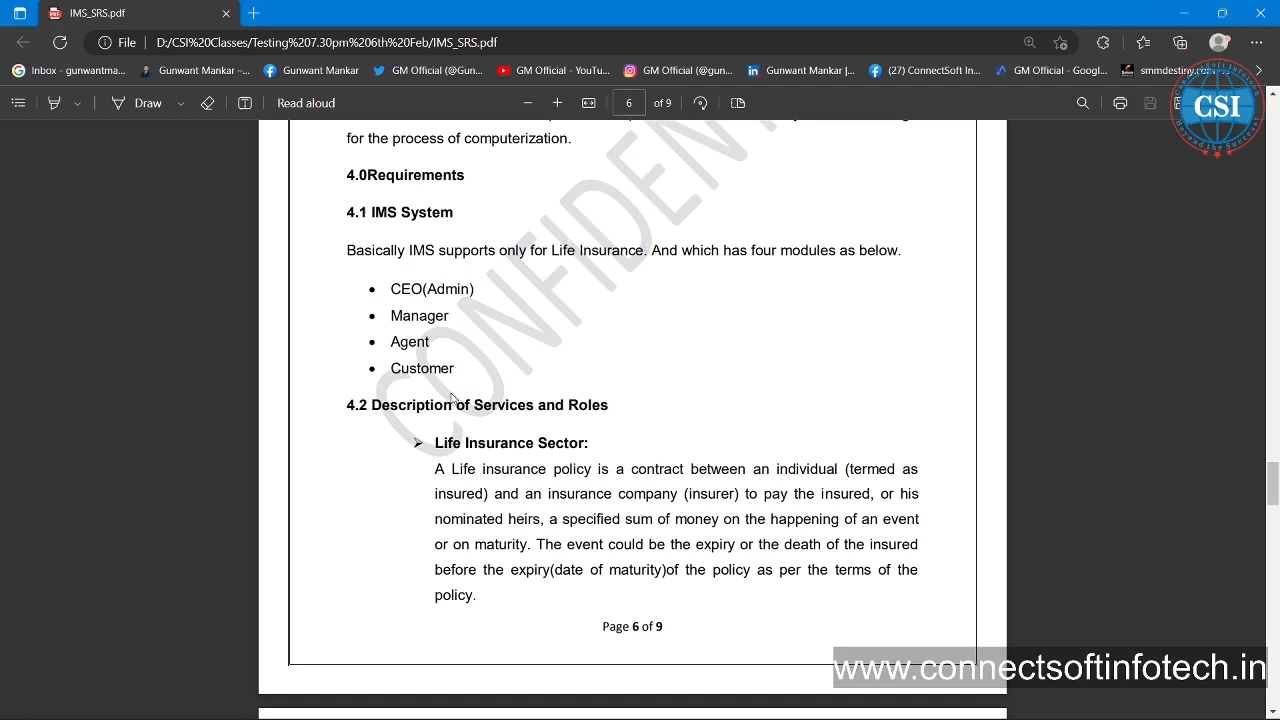 IMS_SRS.pdf
File D:/CSI%20Classes/Testing%207.30pm%206th%20Feb/IMS_SRS.pdf
Inbox - gunwantma... Gunwant Mankar –... Gunwant Mankar GM Official (@Gun... GM Official - YouTu... GM Official (@gun... Gunwant Mankar |... (27) ConnectSoft In... GM Official - Googl... smmdestiny.com
Draw Read aloud 6 of 9
CSI
Beyond the Success
for the process of computerization.
4.0Requirements
4.1 IMS System
Basically IMS supports only for Life Insurance. And which has four modules as below.
• CEO(Admin)
• Manager
• Agent
• Customer
4.2 Description of Services and Roles
➢ Life Insurance Sector:
A Life insurance policy is a contract between an individual (termed as
insured) and an insurance company (insurer) to pay the insured, or his
nominated heirs, a specified sum of money on the happening of an event
or on maturity. The event could be the expiry or the death of the insured
before the expiry(date of maturity)of the policy as per the terms of the
policy.
Page 6 of 9
CONFIDENT
www.connectsoftinfotech.in